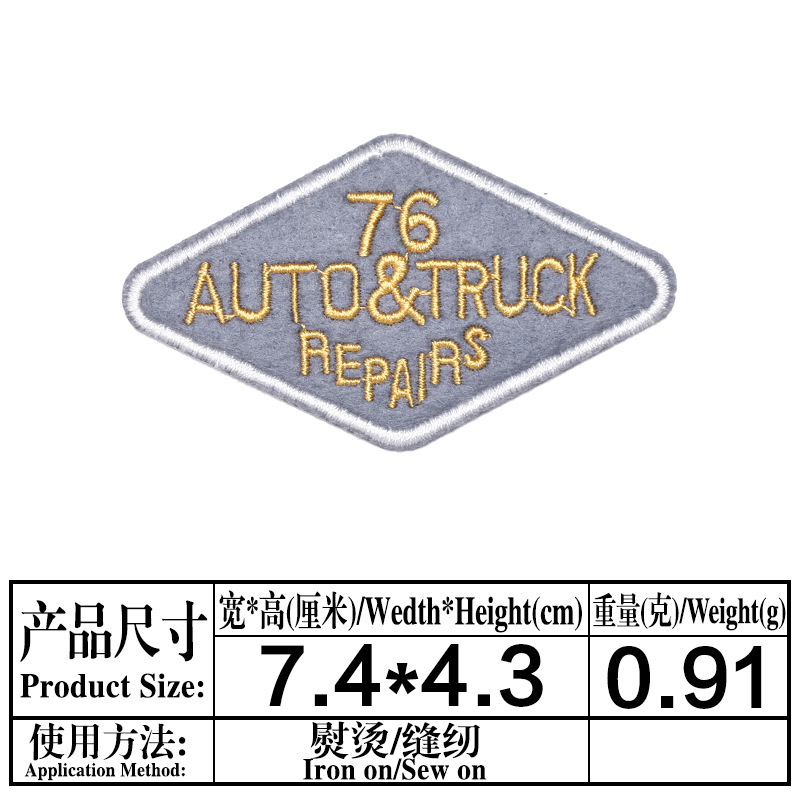 76
AUTO&TRUCK
REPAIRS
产品尺寸
Product Size:
宽*高(厘米)/Wedth*Height(cm)
7.4*4.3
重量(克)/Weight(g)
0.91
使用方法:
Application Method:
熨烫/缝纫
Iron on/Sew on